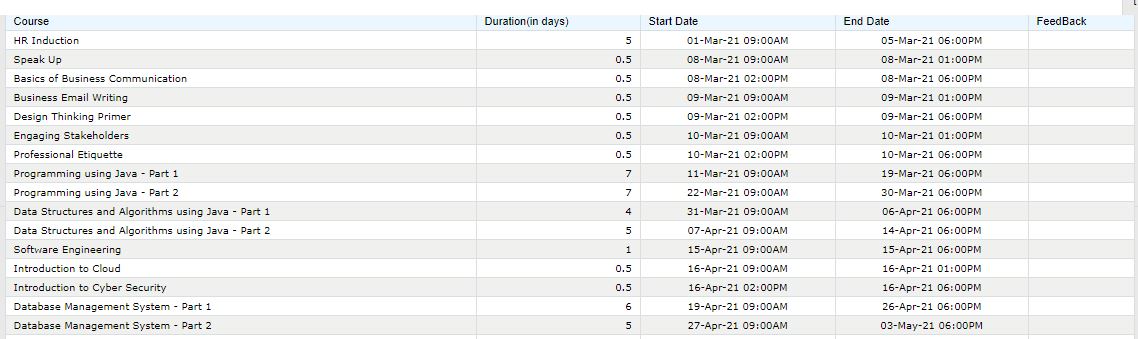 Course Duration(in days) Start Date End Date FeedBack
HR Induction 5 01-Mar-21 09:00AM 05-Mar-21 06:00PM
Speak Up 0.5 08-Mar-21 09:00AM 08-Mar-21 01:00PM
Basics of Business Communication 0.5 08-Mar-21 02:00PM 08-Mar-21 06:00PM
Business Email Writing 0.5 09-Mar-21 09:00AM 09-Mar-21 01:00PM
Design Thinking Primer 0.5 09-Mar-21 02:00PM 09-Mar-21 06:00PM
Engaging Stakeholders 0.5 10-Mar-21 09:00AM 10-Mar-21 01:00PM
Professional Etiquette 0.5 10-Mar-21 02:00PM 10-Mar-21 06:00PM
Programming using Java - Part 1 7 11-Mar-21 09:00AM 19-Mar-21 06:00PM
Programming using Java - Part 2 7 22-Mar-21 09:00AM 30-Mar-21 06:00PM
Data Structures and Algorithms using Java - Part 1 4 31-Mar-21 09:00AM 06-Apr-21 06:00PM
Data Structures and Algorithms using Java - Part 2 5 07-Apr-21 09:00AM 14-Apr-21 06:00PM
Software Engineering 1 15-Apr-21 09:00AM 15-Apr-21 06:00PM
Introduction to Cloud 0.5 16-Apr-21 09:00AM 16-Apr-21 01:00PM
Introduction to Cyber Security 0.5 16-Apr-21 02:00PM 16-Apr-21 06:00PM
Database Management System - Part 1 6 19-Apr-21 09:00AM 26-Apr-21 06:00PM
Database Management System - Part 2 5 27-Apr-21 09:00AM 03-May-21 06:00PM